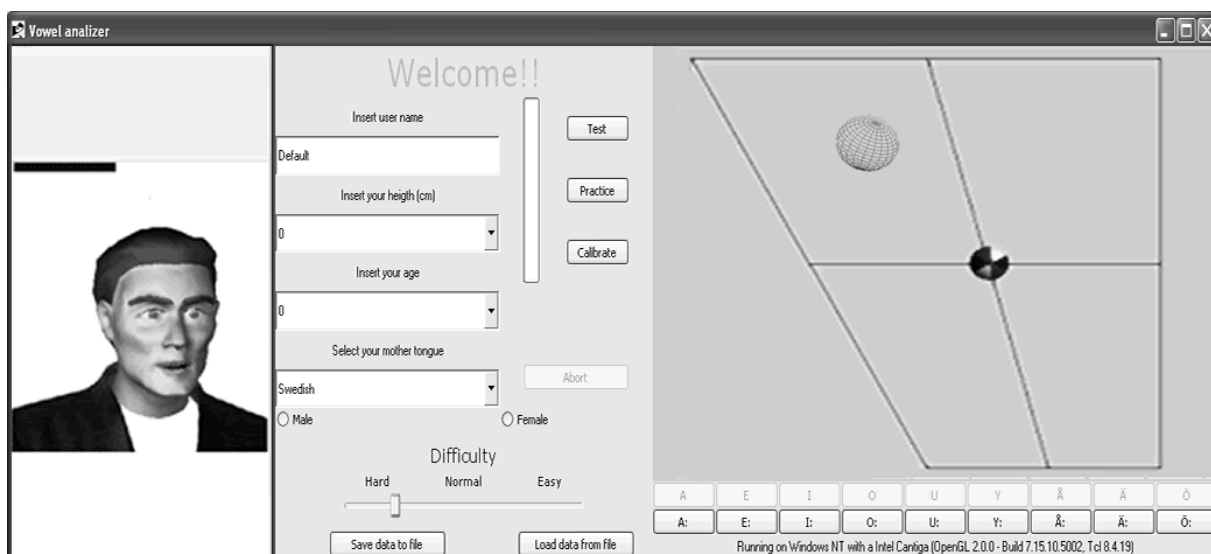 Vowel analizer
Welcome!!
Insert user name
Default
Insert your heigth (cm)
0
Insert your age
0
Select your mother tongue
Swedish
Male Female
Difficulty
Hard Normal Easy
Save data to file Load data from file
Test
Practice
Calibrate
Abort
A E I O U Y Å Ä Ö
A: E: I: O: U: Y: Å: Ä: Ö:
Running on Windows NT with a Intel Cantiga (OpenGL 2.0.0 - Build 7.15.10.5002, Tcl 8.4.19)